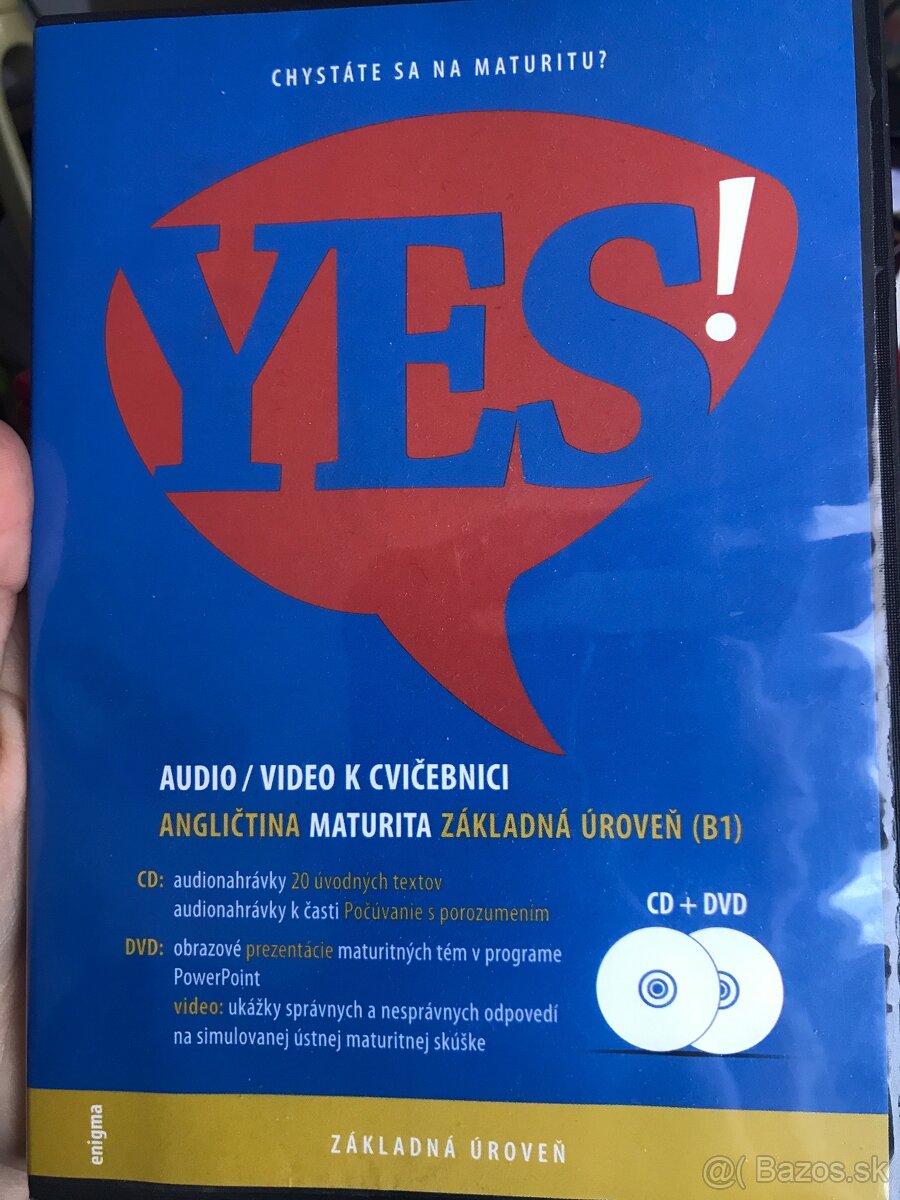 CHYSTÁTE SA NA MATURITU?
YES!
AUDIO / VIDEO K CVIČEBNICI
ANGLIČTINA MATURITA ZÁKLADNÁ ÚROVEŇ (B1)
CD: audionahrávky 20 úvodných textov
audionahrávky k časti Počúvanie s porozumením
DVD: obrazové prezentácie maturitných tém v programe
PowerPoint
video: ukážky správnych a nesprávnych odpovedí
na simulovanej ústnej maturitnej skúške
CD + DVD
enigma
ZÁKLADNÁ ÚROVEŇ
@( Bazos.sk